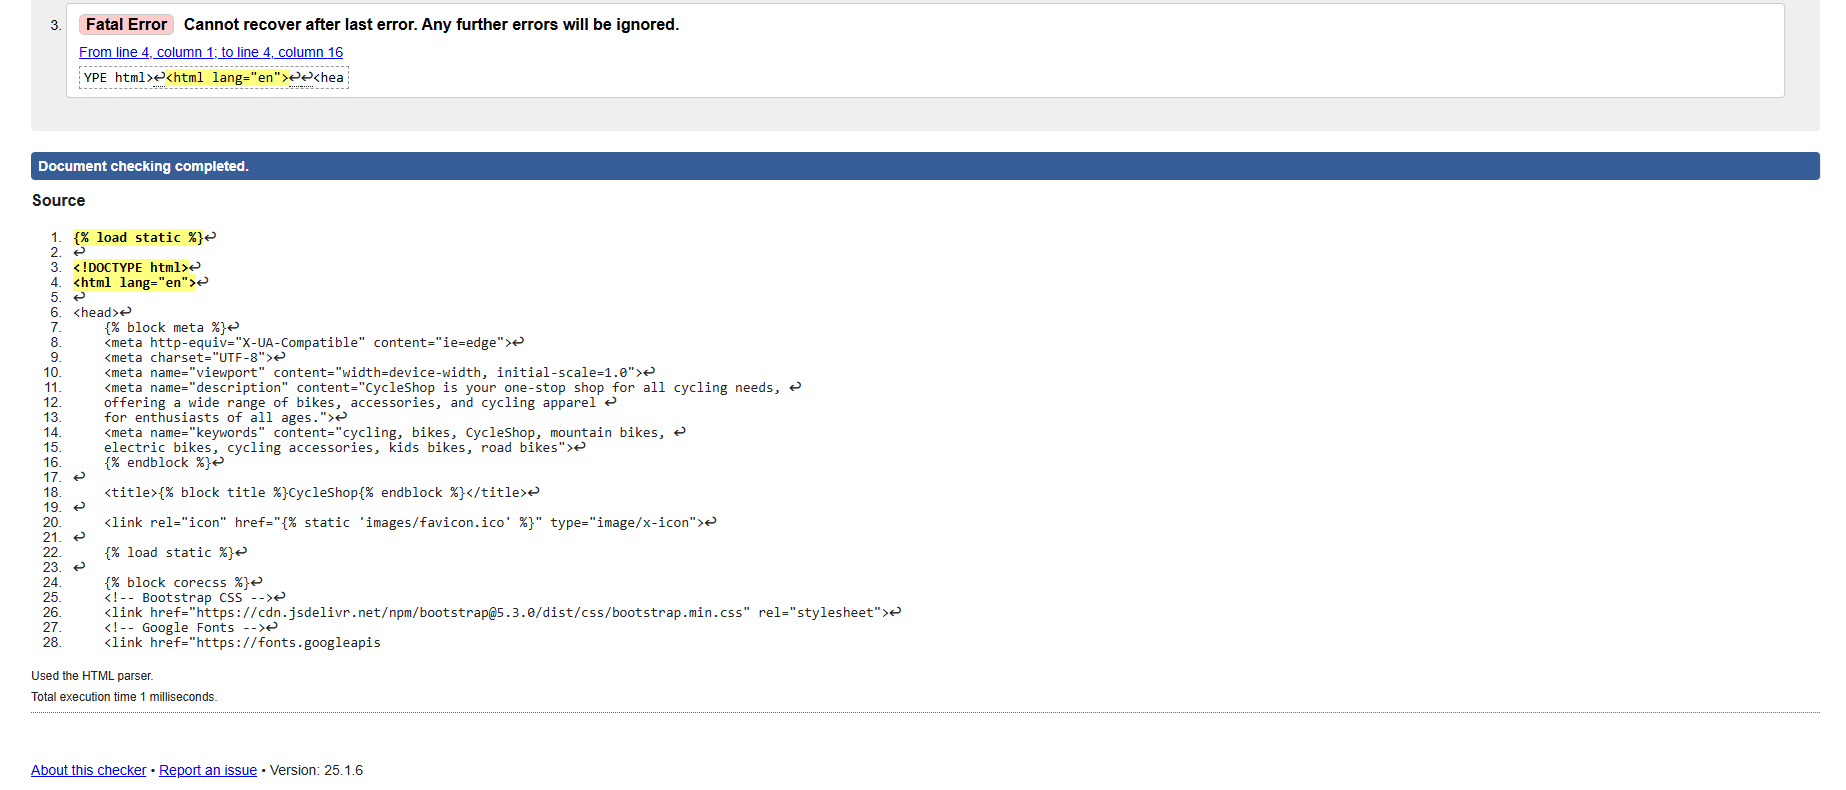 3. Fatal Error Cannot recover after last error. Any further errors will be ignored.
From line 4, column 1; to line 4, column 16
YPE html>↩<html lang="en">↩↩<hea
Document checking completed.
Source
1. {% load static %}↩
2. ↩
3. <!DOCTYPE html>↩
4. <html lang="en">↩
5. ↩
6. <head>↩
7.     {% block meta %}↩
8.     <meta http-equiv="X-UA-Compatible" content="ie=edge">↩
9.     <meta charset="UTF-8">↩
10.     <meta name="viewport" content="width=device-width, initial-scale=1.0">↩
11.     <meta name="description" content="CycleShop is your one-stop shop for all cycling needs, ↩
12.     offering a wide range of bikes, accessories, and cycling apparel ↩
13.     for enthusiasts of all ages.">↩
14.     <meta name="keywords" content="cycling, bikes, CycleShop, mountain bikes, ↩
15.     electric bikes, cycling accessories, kids bikes, road bikes">↩
16.     {% endblock %}↩
17. ↩
18.     <title>{% block title %}CycleShop{% endblock %}</title>↩
19. ↩
20.     <link rel="icon" href="{% static 'images/favicon.ico' %}" type="image/x-icon">↩
21. ↩
22.     {% load static %}↩
23. ↩
24.     {% block corecss %}↩
25.     <!-- Bootstrap CSS -->↩
26.     <link href="https://cdn.jsdelivr.net/npm/bootstrap@5.3.0/dist/css/bootstrap.min.css" rel="stylesheet">↩
27.     <!-- Google Fonts -->↩
28.     <link href="https://fonts.googleapis
Used the HTML parser.
Total execution time 1 milliseconds.
About this checker • Report an issue • Version: 25.1.6